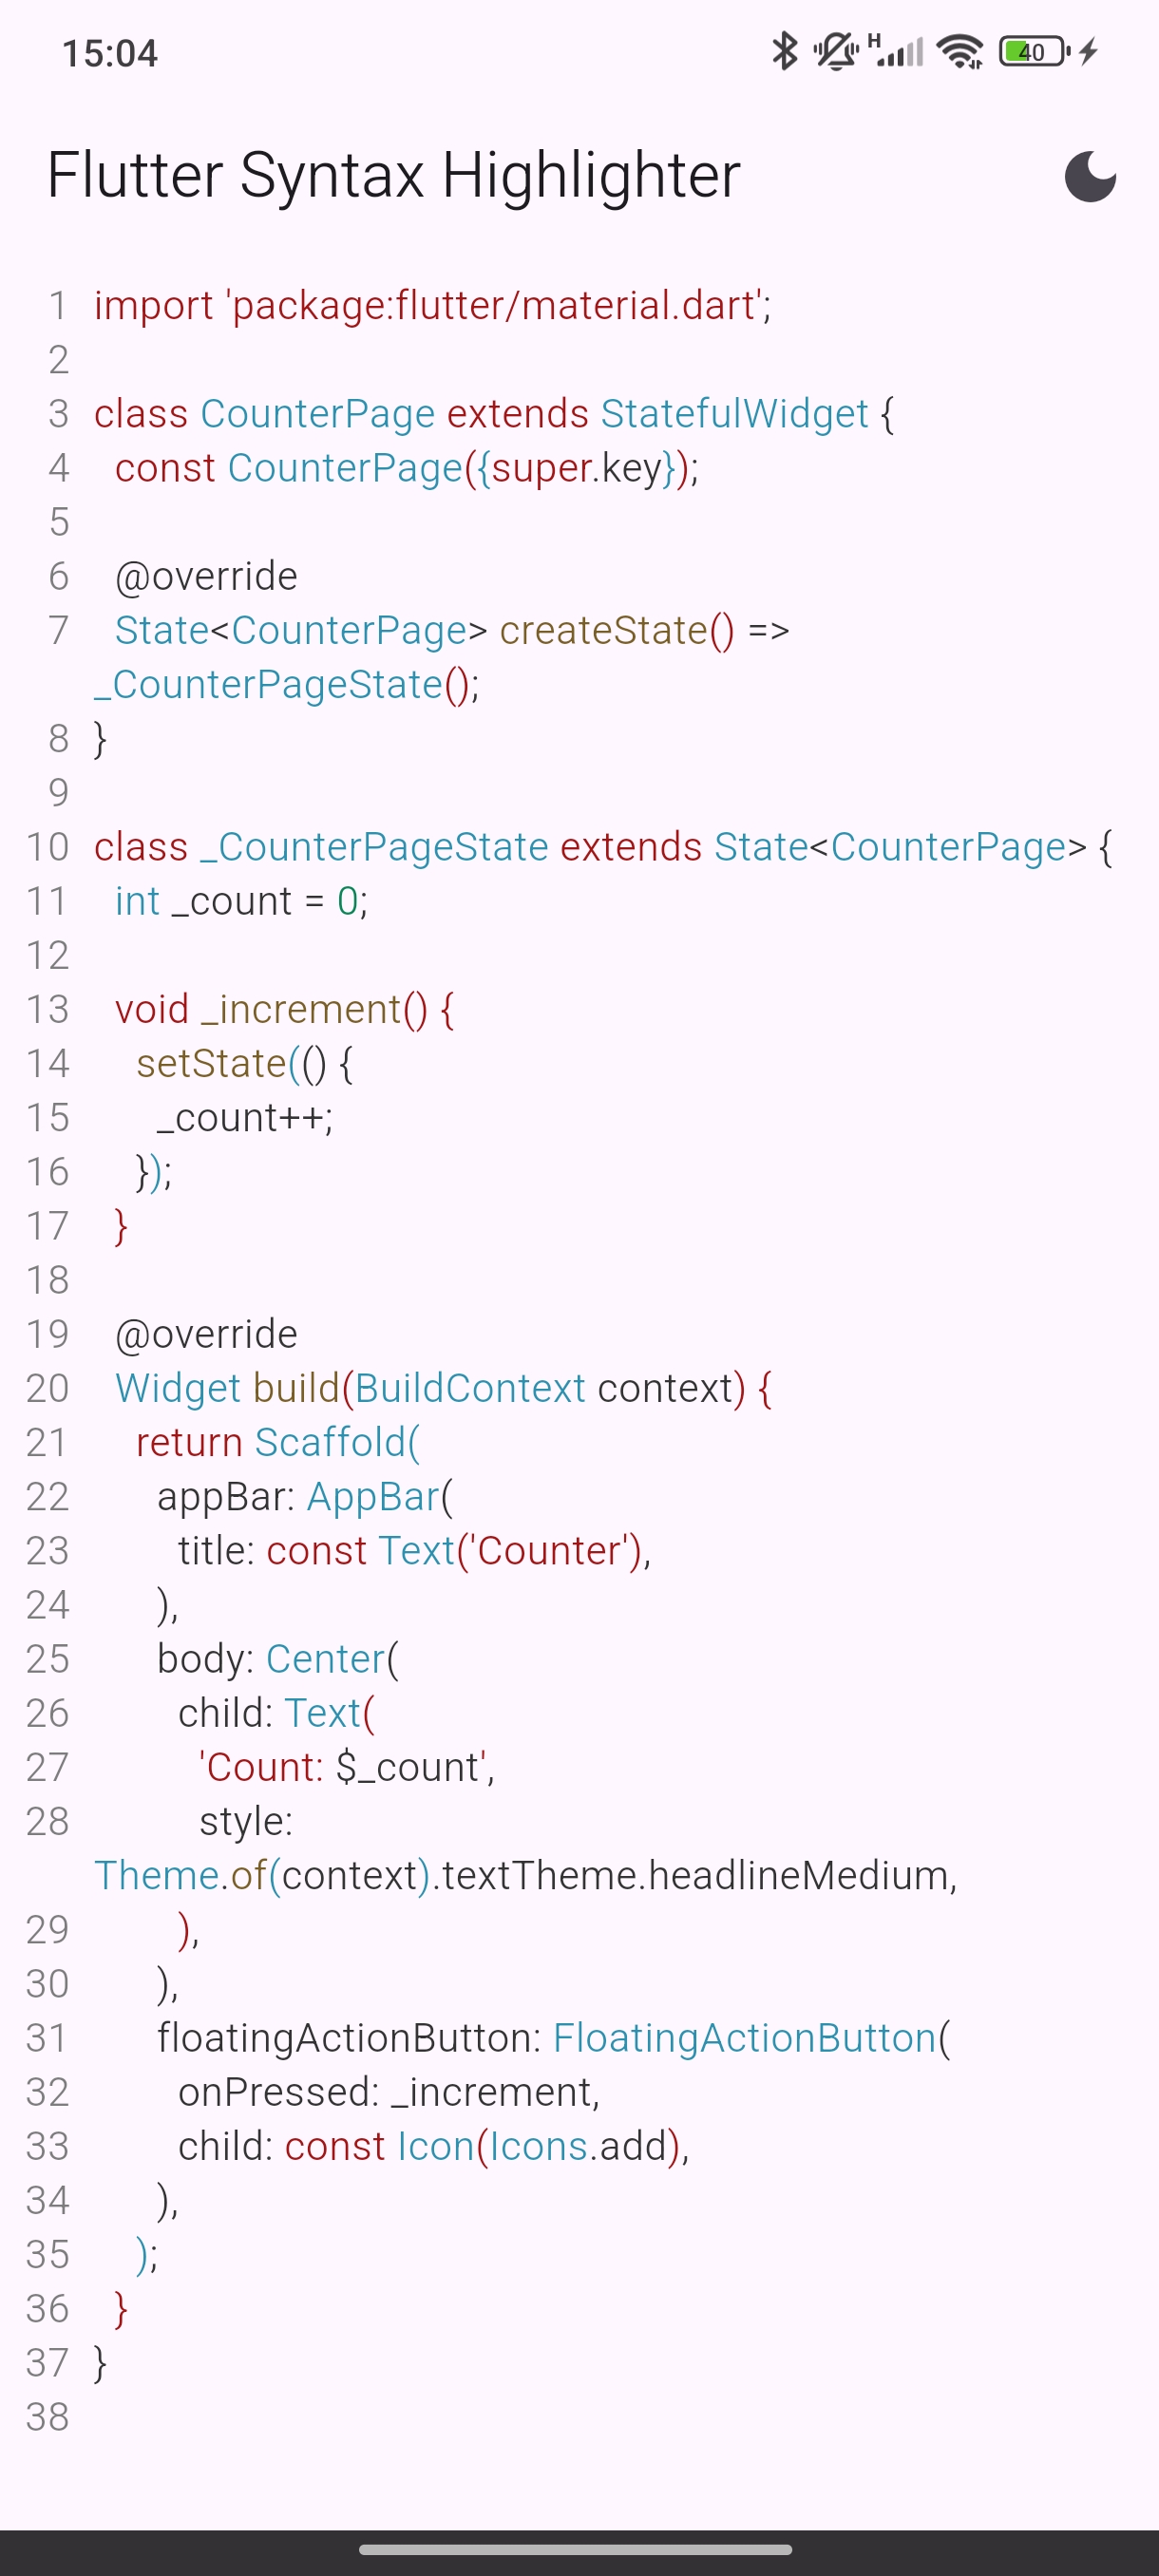 15:04 H 40
Flutter Syntax Highlighter
1 import 'package:flutter/material.dart';
2
3 class CounterPage extends StatefulWidget {
4   const CounterPage({super.key});
5
6   @override
7   State<CounterPage> createState() =>
_CounterPageState();
8 }
9
10 class _CounterPageState extends State<CounterPage> {
11   int _count = 0;
12
13   void _increment() {
14     setState(() {
15       _count++;
16     });
17   }
18
19   @override
20   Widget build(BuildContext context) {
21     return Scaffold(
22       appBar: AppBar(
23         title: const Text('Counter'),
24       ),
25       body: Center(
26         child: Text(
27           'Count: $_count',
28           style:
Theme.of(context).textTheme.headlineMedium,
29         ),
30       ),
31       floatingActionButton: FloatingActionButton(
32         onPressed: _increment,
33         child: const Icon(Icons.add),
34       ),
35     );
36   }
37 }
38